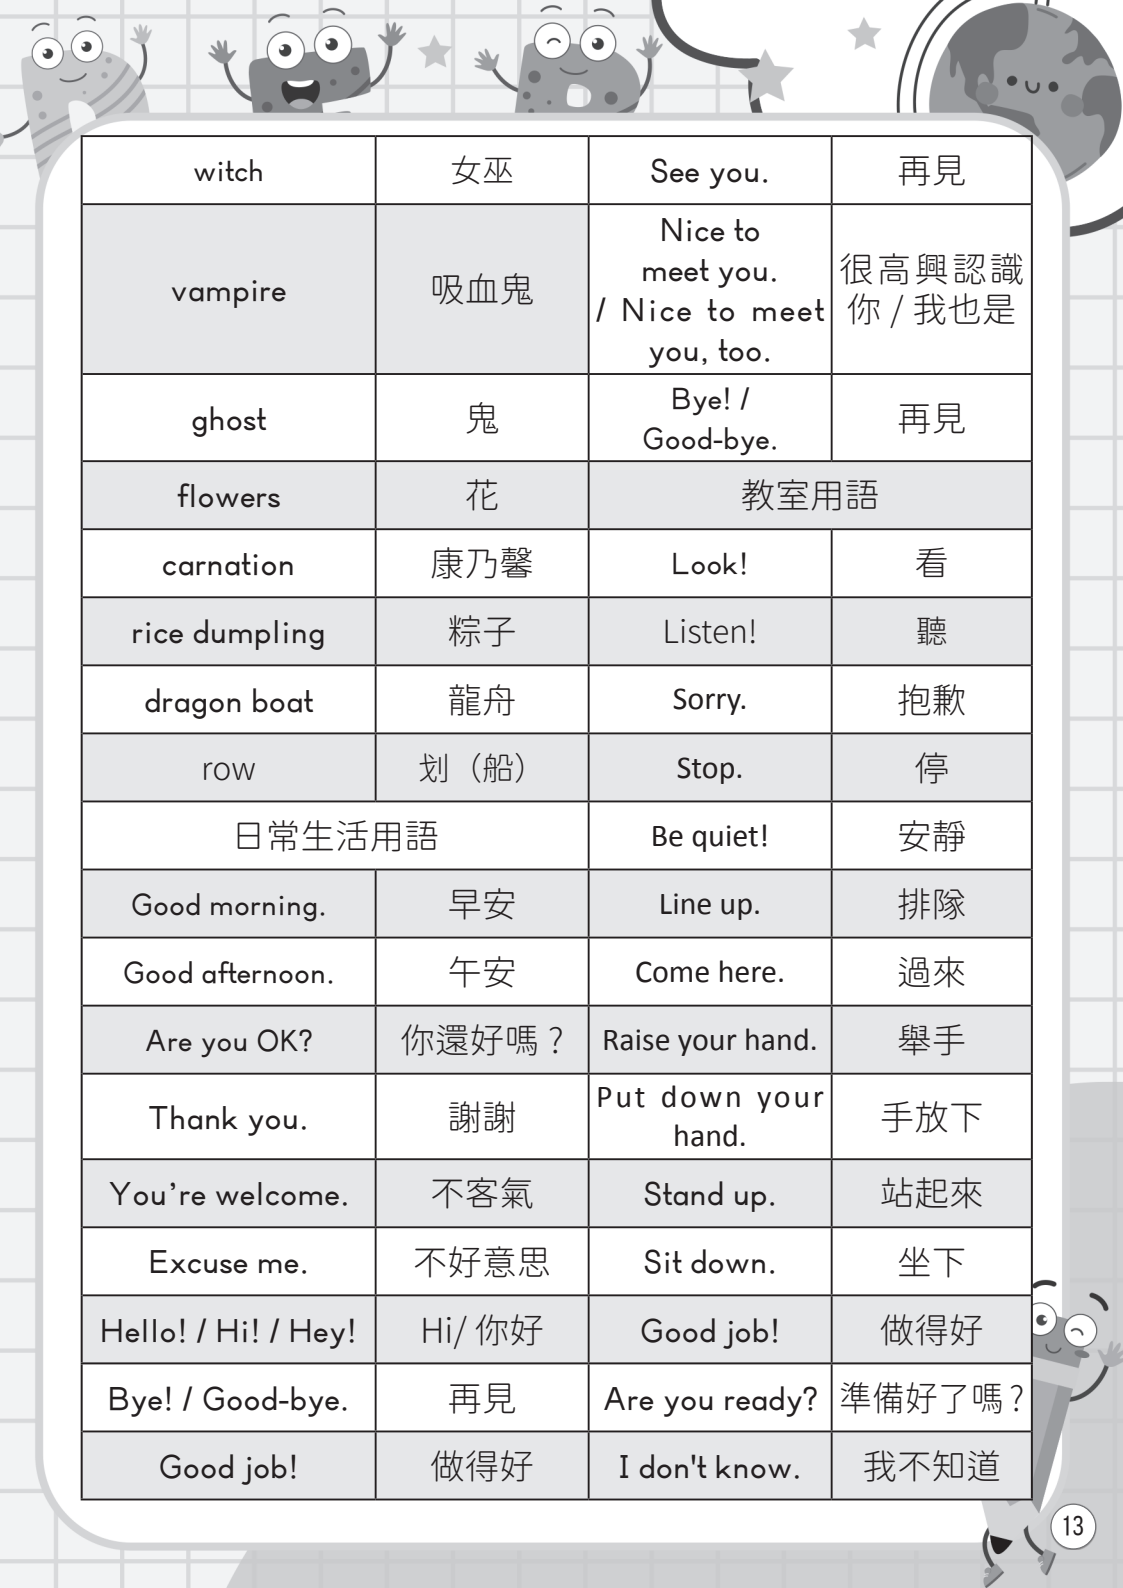 witch 女巫 See you. 再見
vampire 吸血鬼 Nice to
meet you.
/ Nice to meet
you, too. 很高興認識
你 / 我也是
ghost 鬼 Bye! /
Good-bye. 再見
flowers 花 教室用語
carnation 康乃馨 Look! 看
rice dumpling 粽子 Listen! 聽
dragon boat 龍舟 Sorry. 抱歉
row 划（船） Stop. 停
日常生活用語 Be quiet! 安靜
Good morning. 早安 Line up. 排隊
Good afternoon. 午安 Come here. 過來
Are you OK? 你還好嗎？ Raise your hand. 舉手
Thank you. 謝謝 Put down your
hand. 手放下
You’re welcome. 不客氣 Stand up. 站起來
Excuse me. 不好意思 Sit down. 坐下
Hello! / Hi! / Hey! Hi/ 你好 Good job! 做得好
Bye! / Good-bye. 再見 Are you ready? 準備好了嗎？
Good job! 做得好 I don't know. 我不知道
13